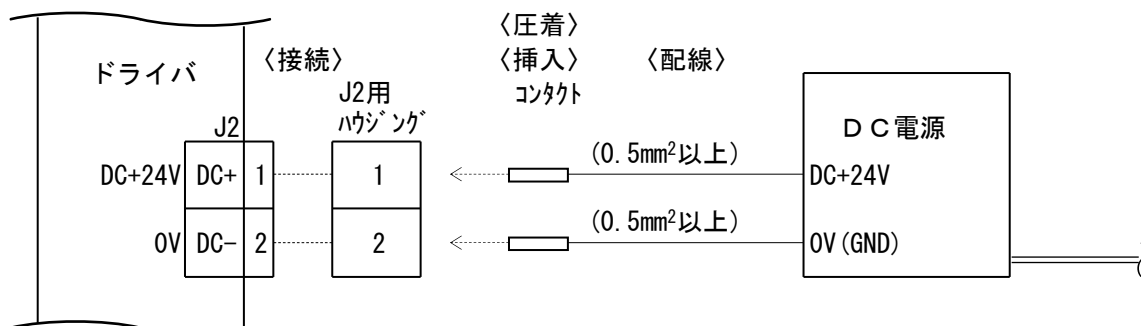 〈圧着〉
〈接続〉 〈挿入〉 〈配線〉
ドライバ コンタクト
J2用
ハウジング
J2
DC電源
(0.5mm²以上)
DC+24V DC+ 1 1 DC+24V
(0.5mm²以上)
0V DC- 2 2 0V(GND)